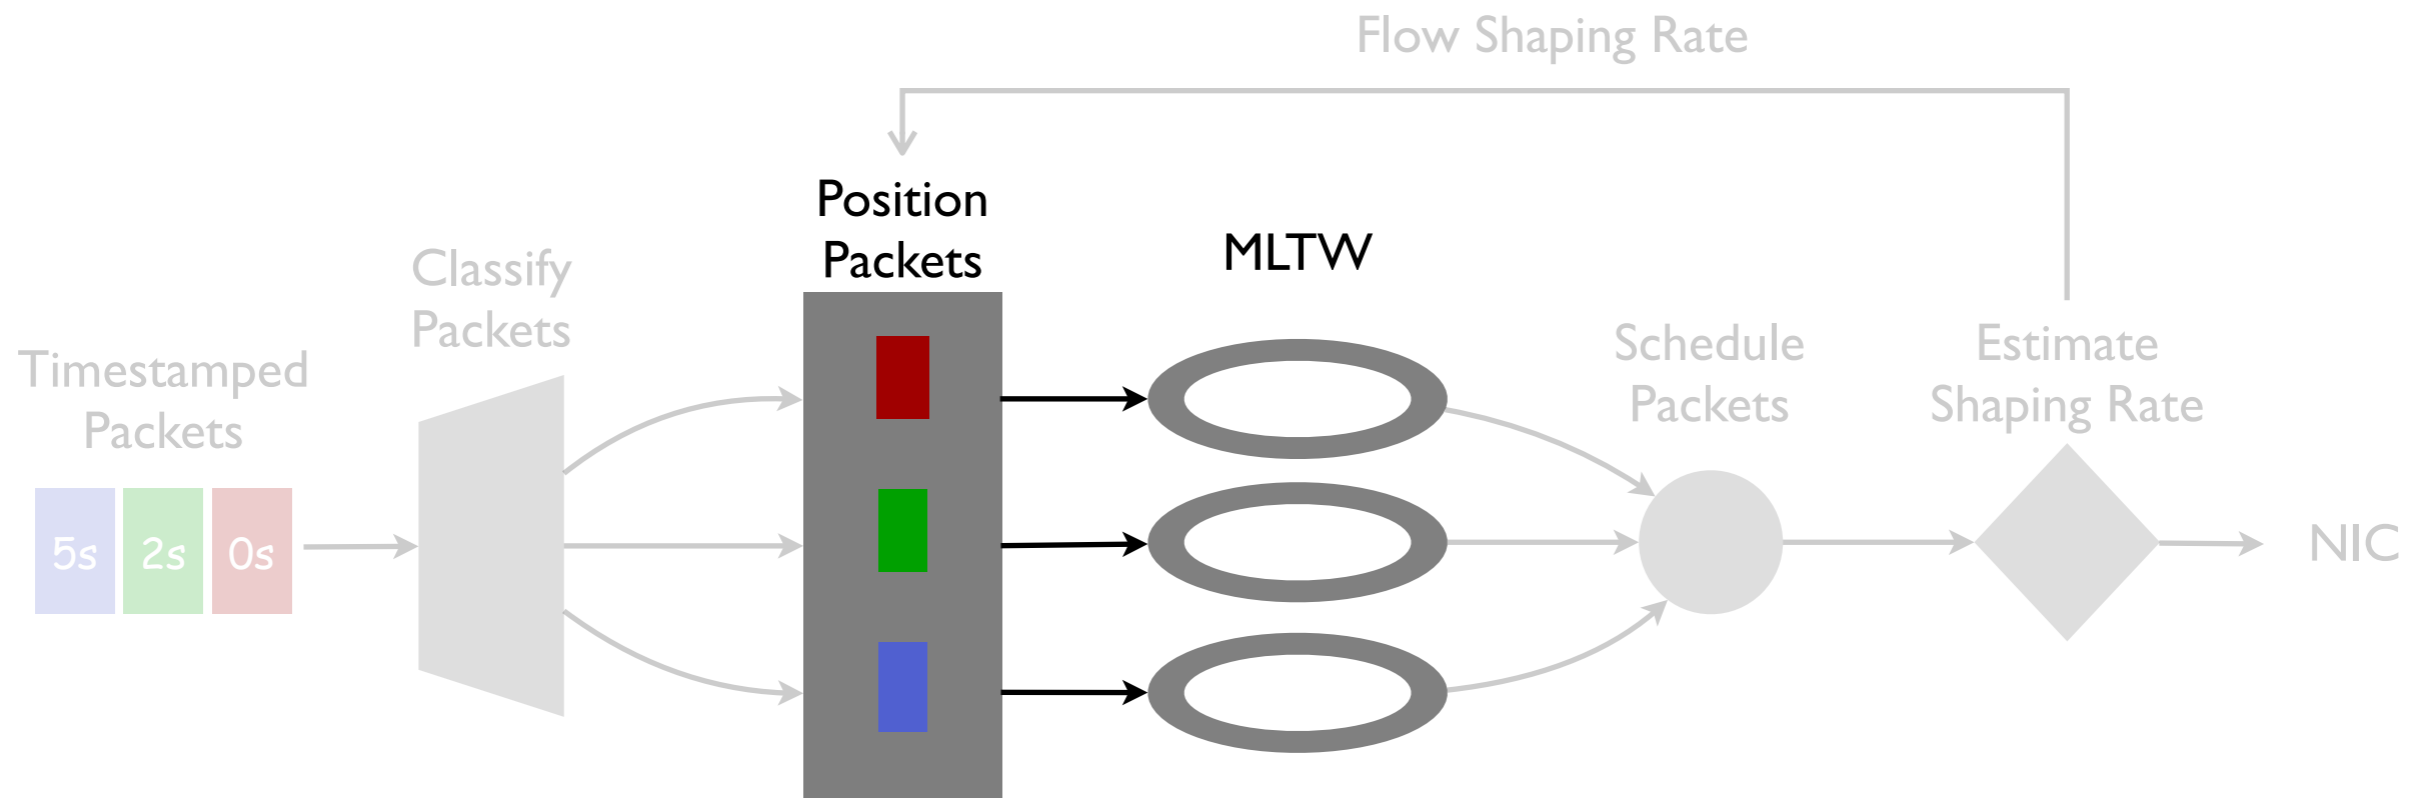 Flow Shaping Rate
Position
Packets
MLTW
Classify
Packets
Timestamped
Packets
Schedule
Packets
Estimate
Shaping Rate
5s
2s
0s
NIC